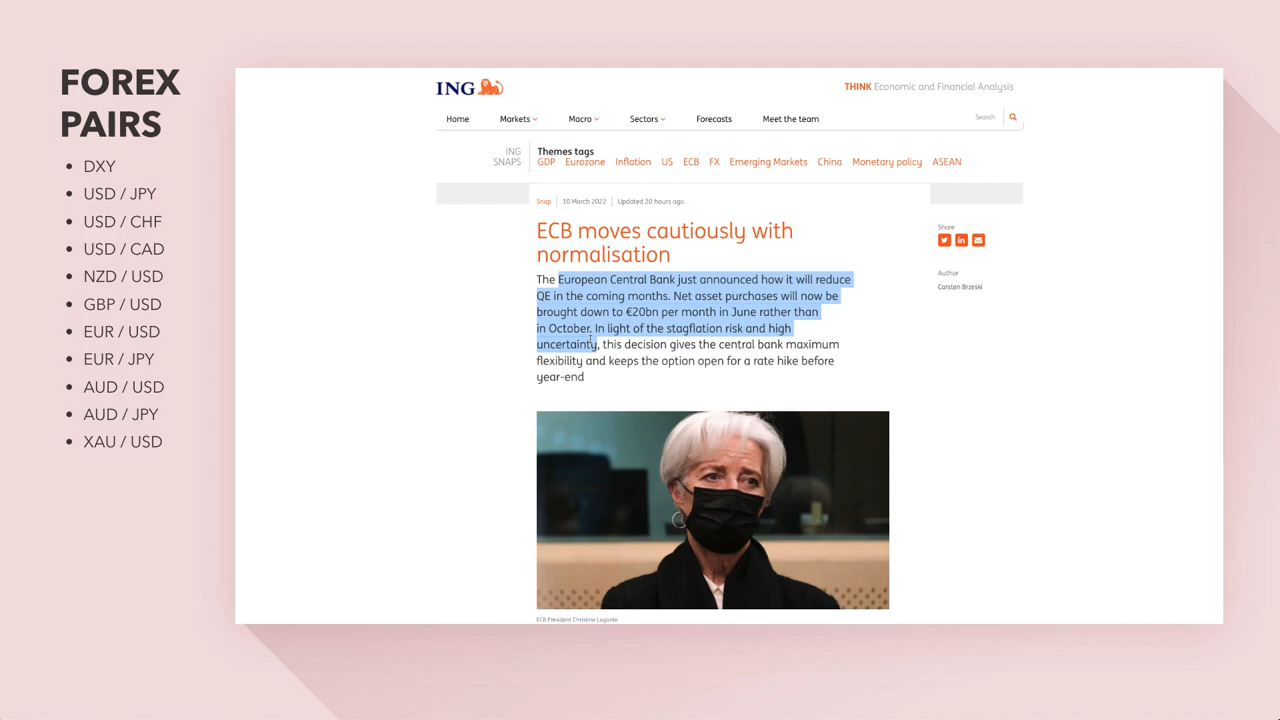 FOREX
PAIRS
• DXY
• USD / JPY
• USD / CHF
• USD / CAD
• NZD / USD
• GBP / USD
• EUR / USD
• EUR / JPY
• AUD / USD
• AUD / JPY
• XAU / USD
ING
THINK Economic and Financial Analysis
Home Markets Macro Sectors Forecasts Meet the team
Search
ING
SNAPS
Themes tags
GDP Eurozone Inflation US ECB FX Emerging Markets China Monetary policy ASEAN
Snap | 10 March 2022 | Updated 20 hours ago
ECB moves cautiously with
normalisation
The European Central Bank just announced how it will reduce
QE in the coming months. Net asset purchases will now be
brought down to €20bn per month in June rather than
in October. In light of the stagflation risk and high
uncertainty, this decision gives the central bank maximum
flexibility and keeps the option open for a rate hike before
year-end
Share
Author
Carsten Brzeski
ECB President Christine Lagarde